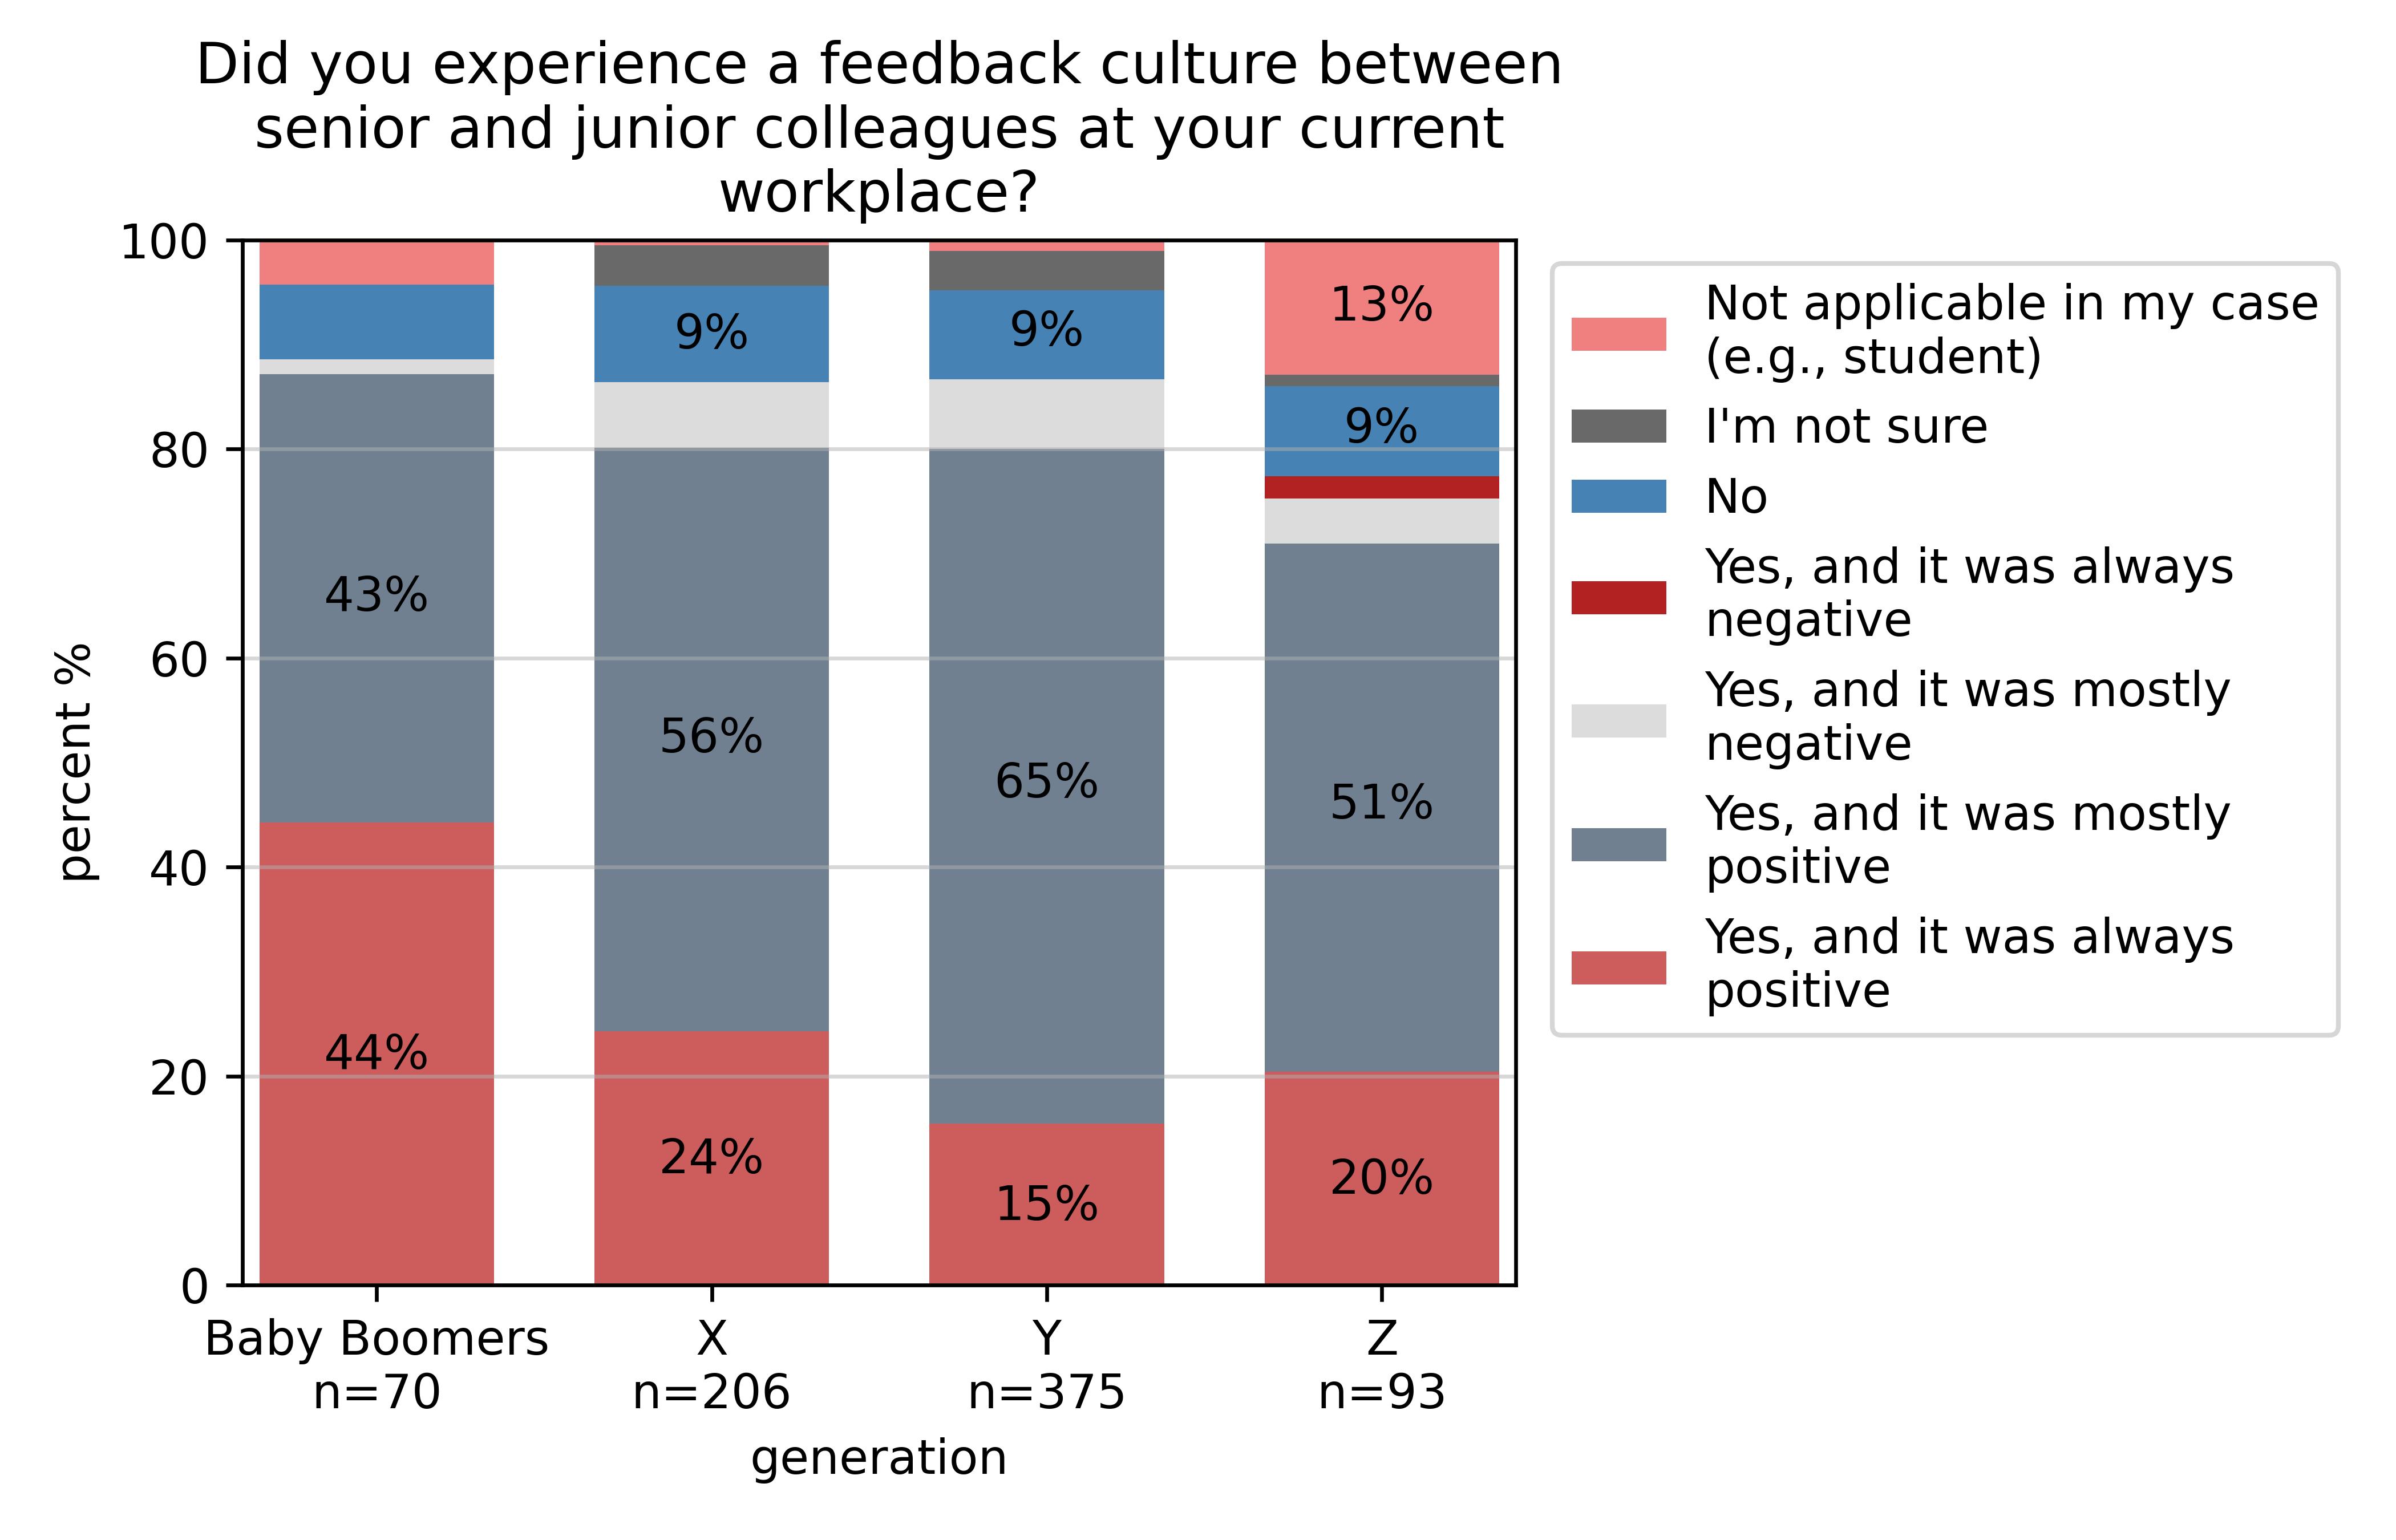 Did you experience a feedback culture between
senior and junior colleagues at your current
workplace?
percent %
100
80
60
40
20
0
43%
44%
9%
56%
24%
9%
65%
15%
13%
9%
51%
20%
Baby Boomers
n=70
X
n=206
Y
n=375
Z
n=93
generation
Not applicable in my case
(e.g., student)
I'm not sure
No
Yes, and it was always
negative
Yes, and it was mostly
negative
Yes, and it was mostly
positive
Yes, and it was always
positive